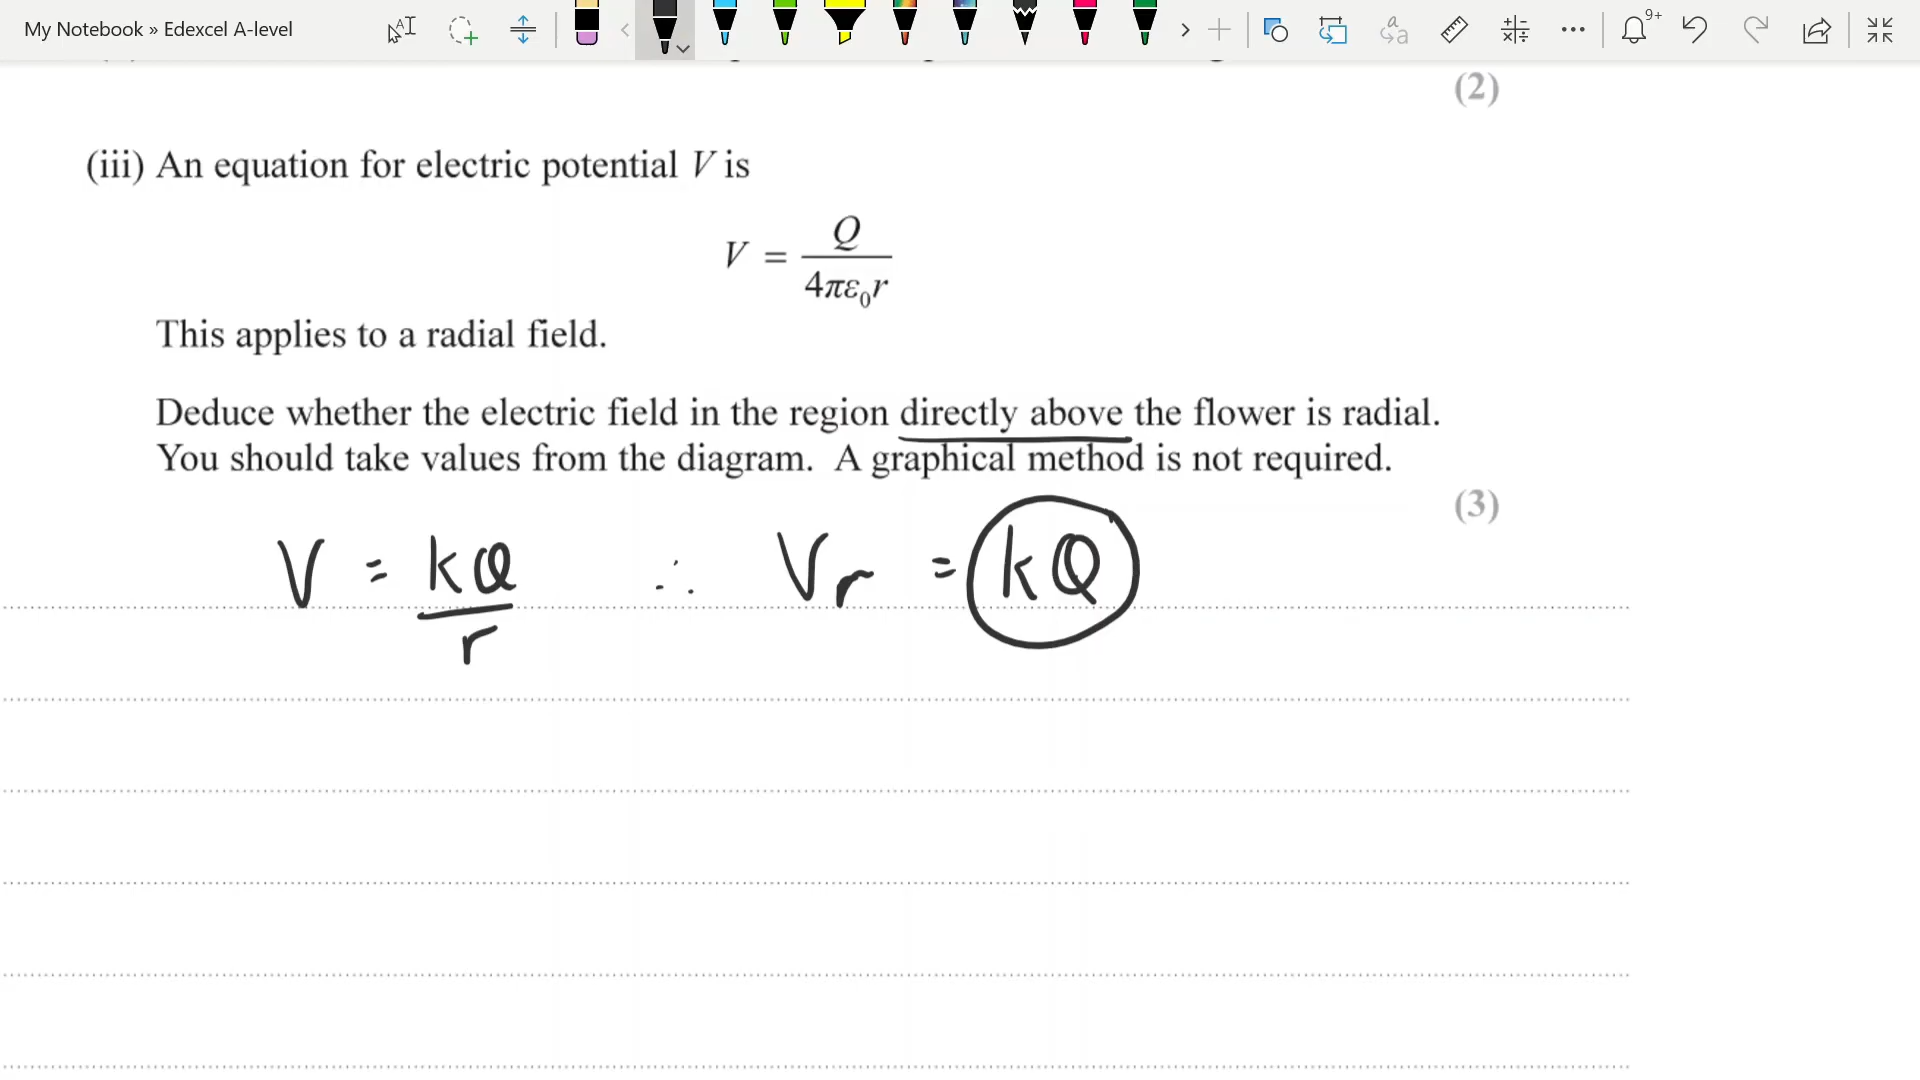 My Notebook » Edexcel A-level
9+
(2)
(iii) An equation for electric potential V is
V = Q / 4πε₀r
This applies to a radial field.
Deduce whether the electric field in the region directly above the flower is radial.
You should take values from the diagram. A graphical method is not required.
(3)
V = kQ / r ∴ Vr = kQ